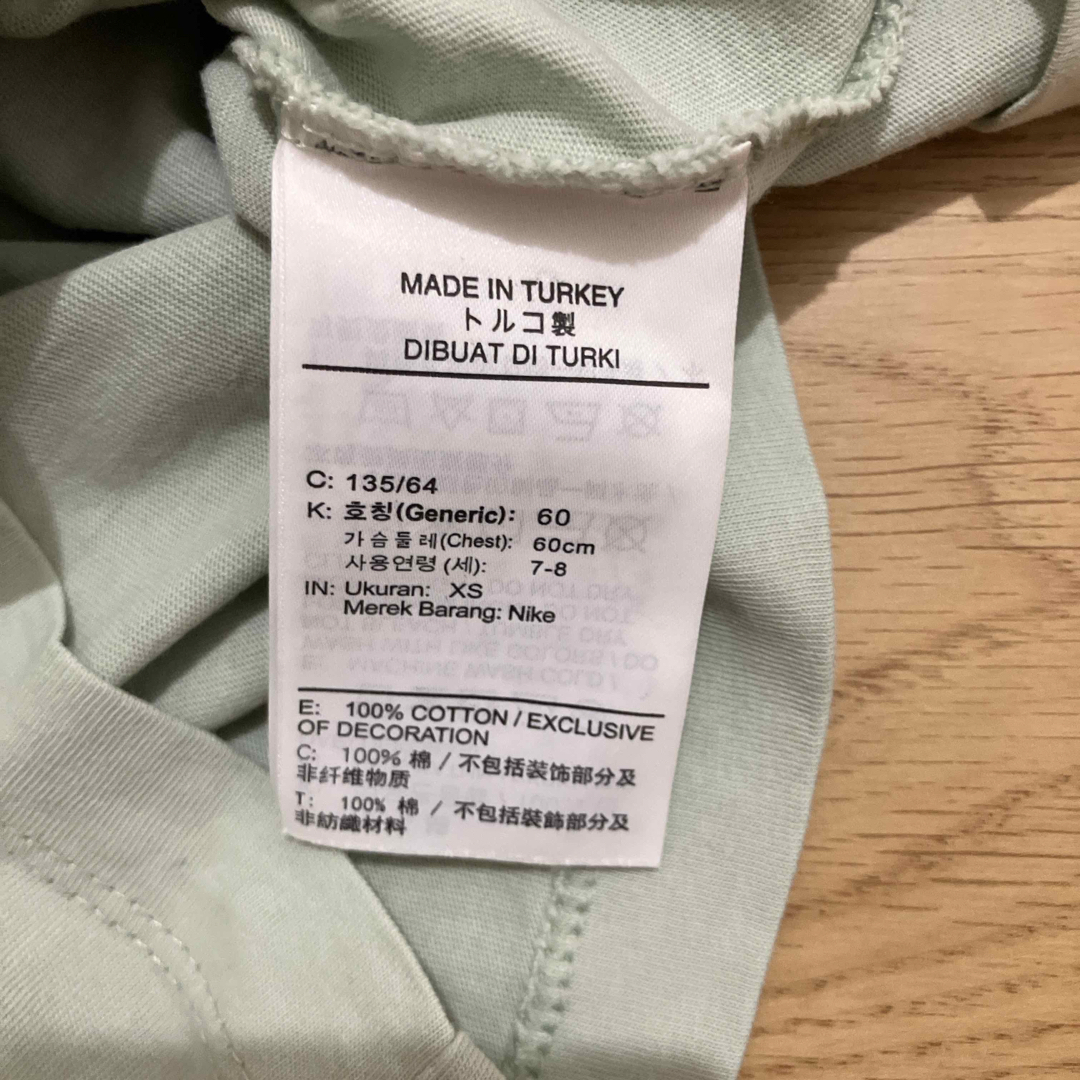 MADE IN TURKEY
トルコ製
DIBUAT DI TURKI
C: 135/64
K: 호칭(Generic): 60
가슴둘레(Chest): 60cm
사용연령 (세): 7-8
IN: Ukuran: XS
Merek Barang: Nike
E: 100% COTTON / EXCLUSIVE
OF DECORATION
C: 100% 棉 / 不包括装饰部分及
非纤维物质
T: 100% 棉 / 不包括裝飾部分及
非紡織材料